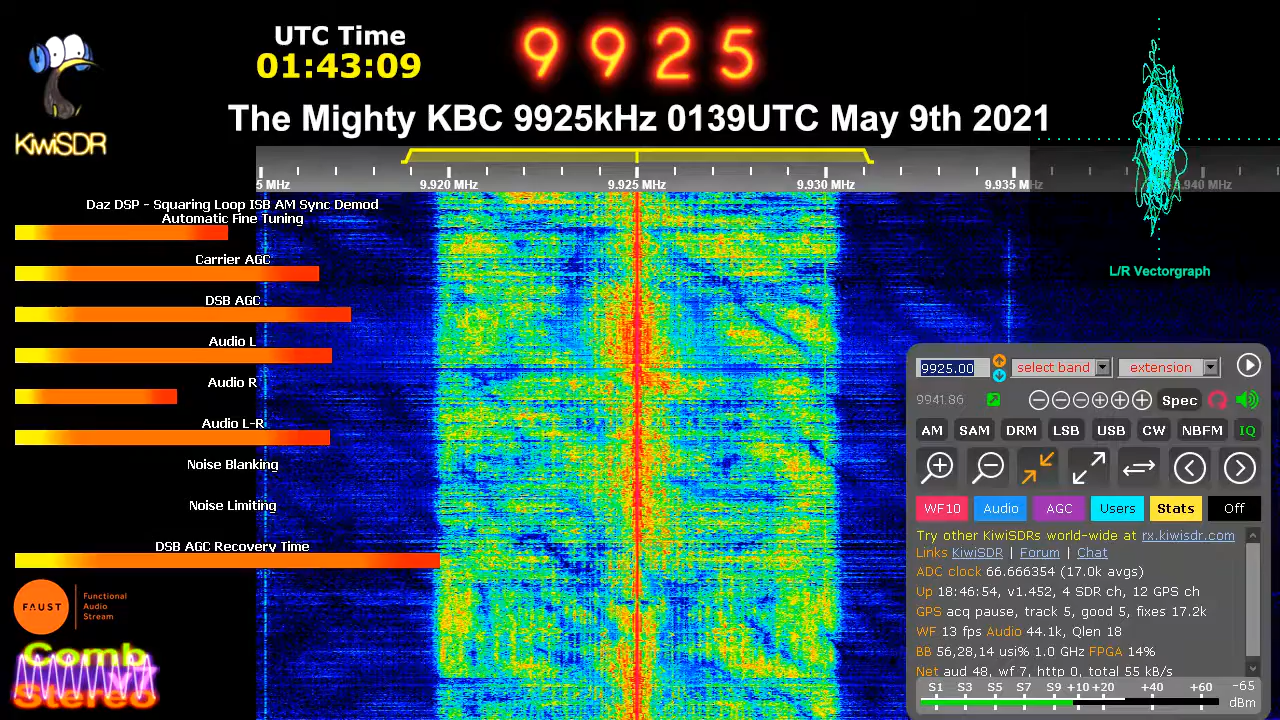 UTC Time
01:43:09
9925
The Mighty KBC 9925kHz 0139UTC May 9th 2021
KiwiSDR
5 MHz 9.920 MHz 9.925 MHz 9.930 MHz 9.935 MHz 9.940 MHz
Daz DSP - Squaring Loop ISB AM Sync Demod
Automatic Fine Tuning
Carrier AGC
DSB AGC
Audio L
Audio R
Audio L-R
Noise Blanking
Noise Limiting
DSB AGC Recovery Time
FAUST
Functional
Audio
Stream
Comb
Stereo
L/R Vectorgraph
9925.00 select band extension
9941.86 Spec
AM SAM DRM LSB USB CW NBFM IQ
WF10 Audio AGC Users Stats Off
Try other KiwiSDRs world-wide at rx.kiwisdr.com
Links KiwiSDR | Forum | Chat
ADC clock 66.666354 (17.0k avgs)
Up 18:46:54, v1.452, 4 SDR ch, 12 GPS ch
GPS acq pause, track 5, good 5, fixes 17.2k
WF 13 fps Audio 44.1k, Qlen 18
BB 56,28,14 usi% 1.0 GHz FPGA 14%
Net aud 48, wf 7, http 0, total 55 kB/s
S1 S3 S5 S7 S9 +10 +20 +40 +60 -65
dBm